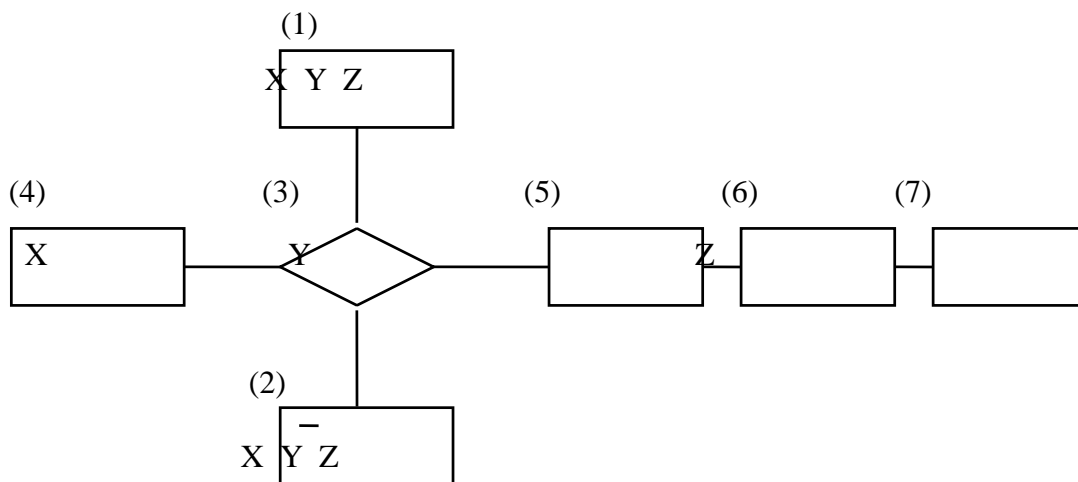 (1)
X Y Z
(4) (3) (5) (6) (7)
X Y Z
(2)
X Y̅ Z